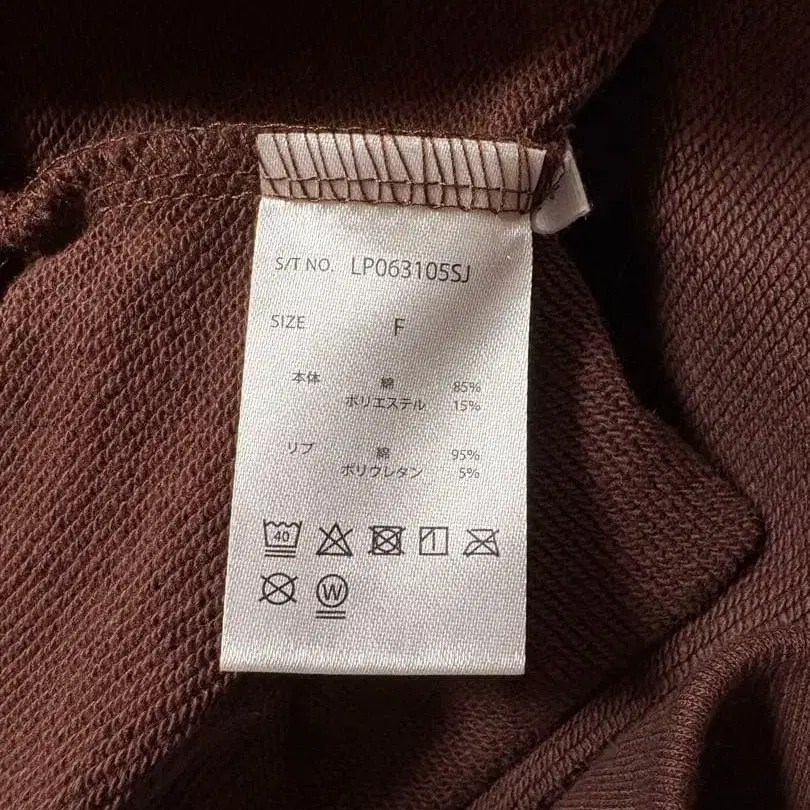 S/T NO. LP063105SJ
SIZE F
本体 綿 85%
ポリエステル 15%
リブ 綿 95%
ポリウレタン 5%
40
W